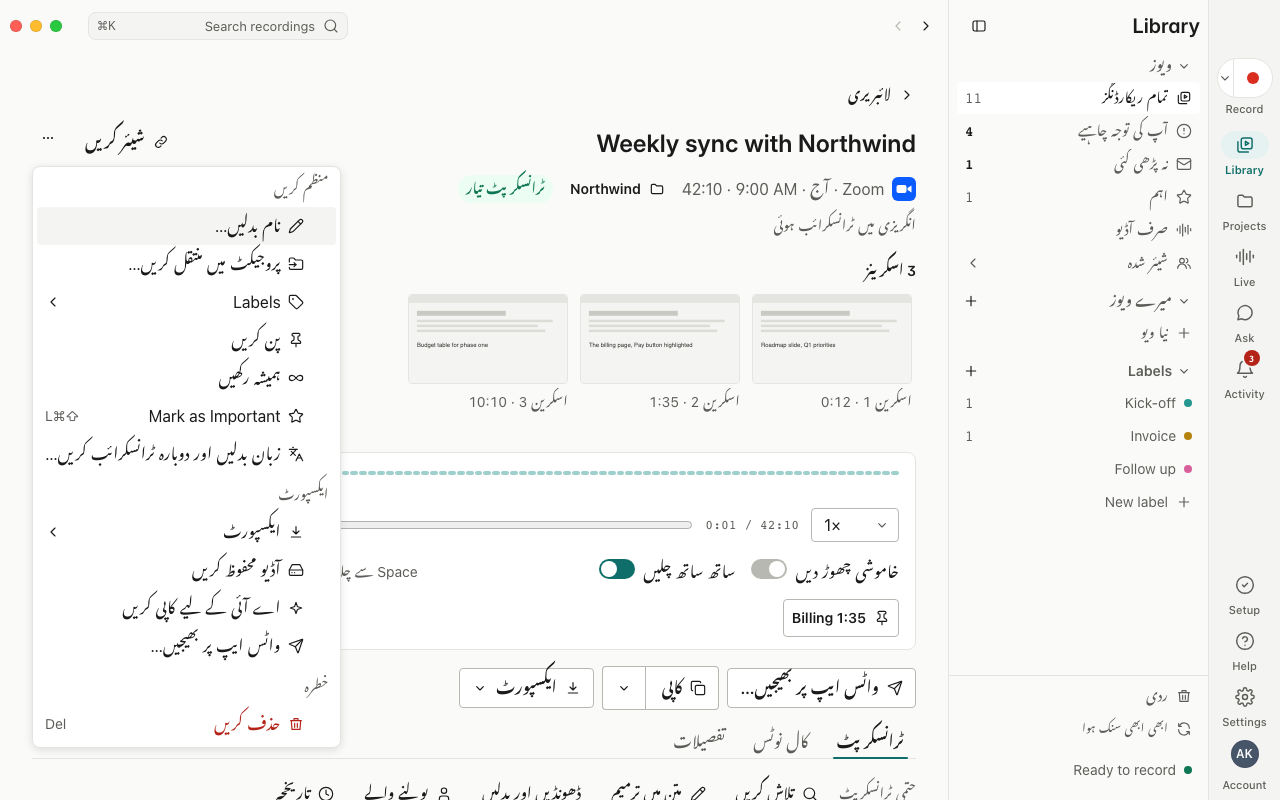 ⌘K
Search recordings
Library
ویوز
تمام ریکارڈنگز
11
آپ کی توجہ چاہیے
4
نہ پڑھی گئی
1
اہم
1
صرف آڈیو
شیئر شدہ
میرے ویوز
نیا ویو
Labels
Kick-off
1
Invoice
1
Follow up
New label
ردی
ابھی ابھی سنک ہوا
Ready to record
Record
Library
Projects
Live
Ask
3
Activity
Setup
Help
Settings
AK
Account
لائبریری
Weekly sync with Northwind
شیئر کریں
...
Zoom · آج · 9:00 AM · 42:10
Northwind
ٹرانسکرپٹ تیار
انگریزی میں ٹرانسکرائب ہوئی
3 اسکرینز
Roadmap slide, Q1 priorities
The billing page, Pay button highlighted
Budget table for phase one
اسکرین 1 · 0:12
اسکرین 2 · 1:35
اسکرین 3 · 10:10
1x
0:01 / 42:10
خاموشی چھوڑ دیں
ساتھ ساتھ چلیں
Space سے
Billing 1:35
واٹس ایپ پر بھیجیں...
کاپی
ایکسپورٹ
ٹرانسکرپٹ
کال نوٹس
تفصیلات
حتمی ٹرانسکرپٹ
تلاش کریں
متن میں ترمیم
ڈھونڈیں اور بدلیں
بولنے والے
تاریخچہ
منظم کریں
نام بدلیں...
پروجیکٹ میں منتقل کریں...
Labels
پن کریں
ہمیشہ رکھیں
Mark as Important
L⌘⇧
زبان بدلیں اور دوبارہ ٹرانسکرائب کریں...
ایکسپورٹ
ایکسپورٹ
آڈیو محفوظ کریں
اے آئی کے لیے کاپی کریں
واٹس ایپ پر بھیجیں...
خطرہ
حذف کریں
Del